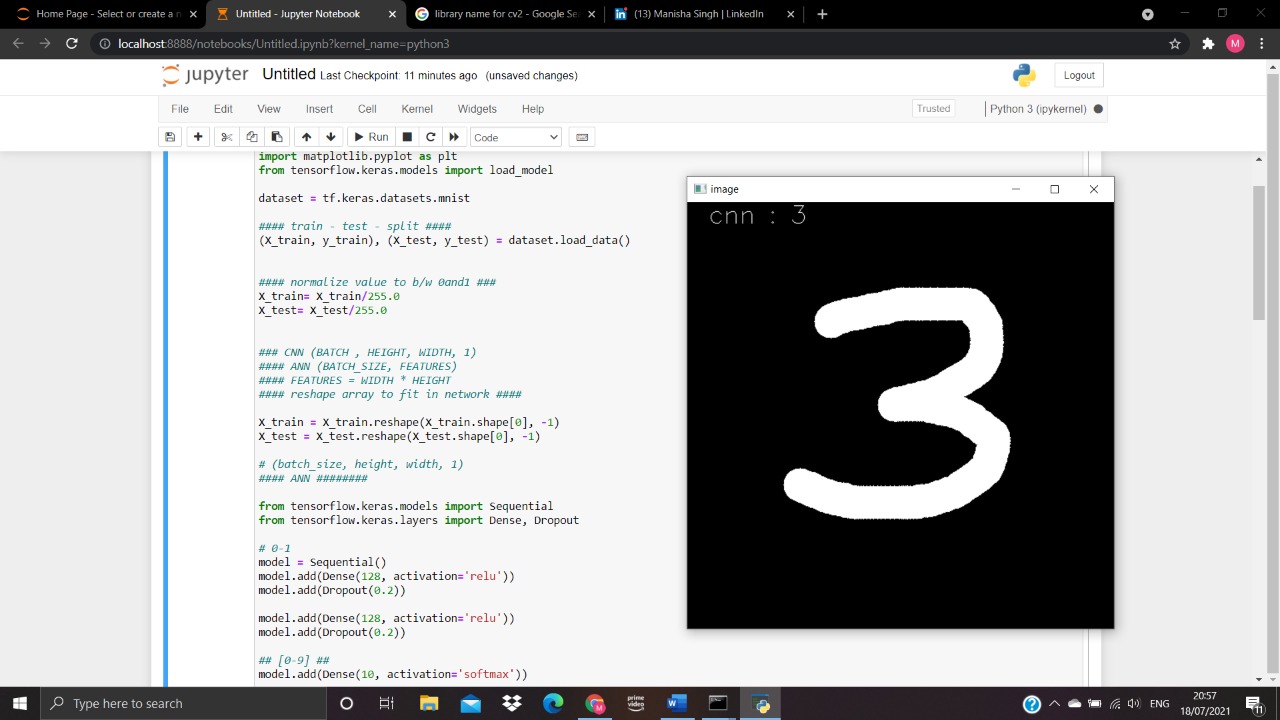 Home Page - Select or create a n
Untitled - Jupyter Notebook
library name for cv2 - Google Se
(13) Manisha Singh | LinkedIn
localhost:8888/notebooks/Untitled.ipynb?kernel_name=python3
M
jupyter Untitled Last Checkpoint: 11 minutes ago (unsaved changes)
Logout
File Edit View Insert Cell Kernel Widgets Help
Trusted
Python 3 (ipykernel)
Run
Code
import matplotlib.pyplot as plt
from tensorflow.keras.models import load_model
dataset = tf.keras.datasets.mnist
#### train - test - split ####
(X_train, y_train), (X_test, y_test) = dataset.load_data()
#### normalize value to b/w 0and1 ###
X_train= X_train/255.0
X_test= X_test/255.0
### CNN (BATCH , HEIGHT, WIDTH, 1)
#### ANN (BATCH_SIZE, FEATURES)
#### FEATURES = WIDTH * HEIGHT
#### reshape array to fit in network ####
X_train = X_train.reshape(X_train.shape[0], -1)
X_test = X_test.reshape(X_test.shape[0], -1)
# (batch_size, height, width, 1)
#### ANN ########
from tensorflow.keras.models import Sequential
from tensorflow.keras.layers import Dense, Dropout
# 0-1
model = Sequential()
model.add(Dense(128, activation='relu'))
model.add(Dropout(0.2))
model.add(Dense(128, activation='relu'))
model.add(Dropout(0.2))
## [0-9] ##
model.add(Dense(10, activation='softmax'))
image
cnn : 3
3
Type here to search
prime video
ENG
20:57
18/07/2021
11